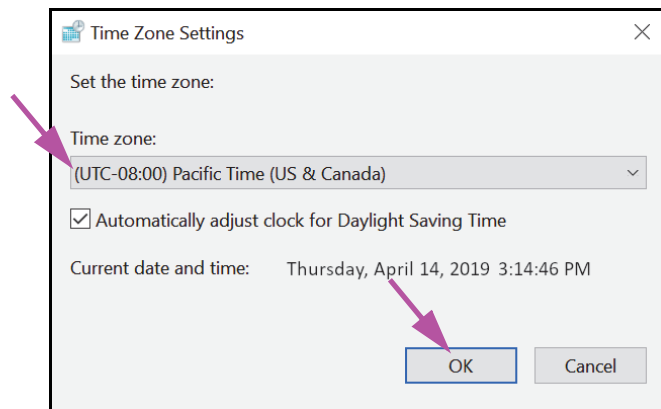 Time Zone Settings
Set the time zone:
Time zone:
(UTC-08:00) Pacific Time (US & Canada)
Automatically adjust clock for Daylight Saving Time
Current date and time: Thursday, April 14, 2019 3:14:46 PM
OK Cancel